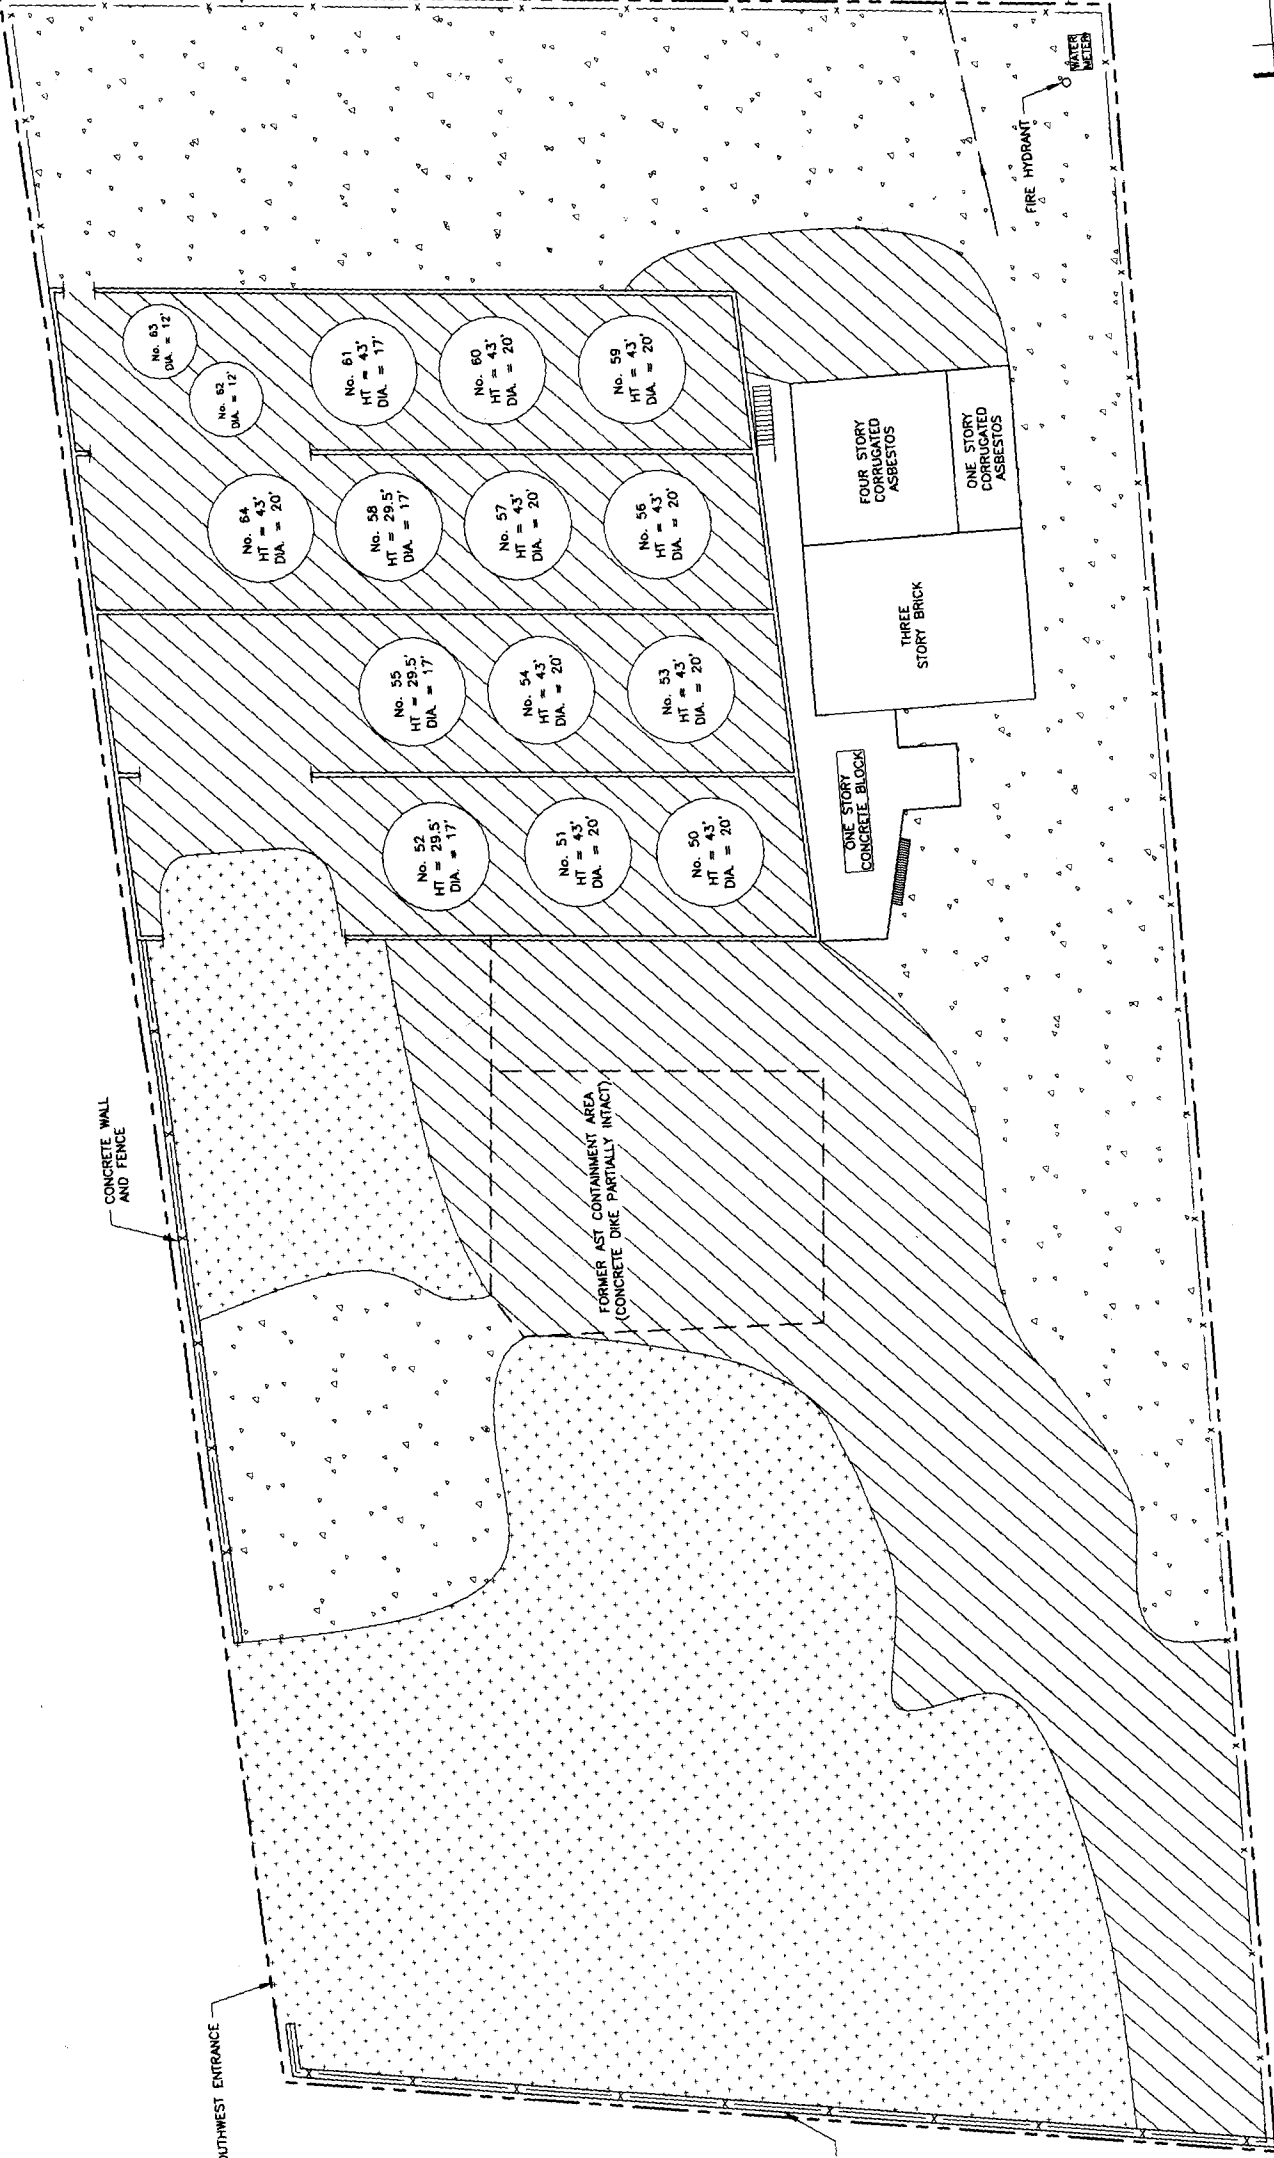 WATER
METER
FIRE HYDRANT
No. 63
DIA. = 12'
No. 62
DIA. = 12'
No. 61
HT = 43'
DIA. = 17'
No. 60
HT = 43'
DIA. = 20'
No. 59
HT = 43'
DIA. = 20'
No. 64
HT = 43'
DIA. = 20'
No. 58
HT = 29.5'
DIA. = 17'
No. 57
HT = 43'
DIA. = 20'
No. 56
HT = 43'
DIA. = 20'
No. 55
HT = 29.5'
DIA. = 17'
No. 54
HT = 43'
DIA. = 20'
No. 53
HT = 43'
DIA. = 20'
No. 52
HT = 29.5'
DIA. = 17'
No. 51
HT = 43'
DIA. = 20'
No. 50
HT = 43'
DIA. = 20'
FOUR STORY
CORRUGATED
ASBESTOS
ONE STORY
CORRUGATED
ASBESTOS
THREE
STORY BRICK
ONE STORY
CONCRETE BLOCK
CONCRETE WALL
AND FENCE
FORMER AST CONTAINMENT AREA
(CONCRETE DIKE PARTIALLY INTACT)
OUTHWEST ENTRANCE